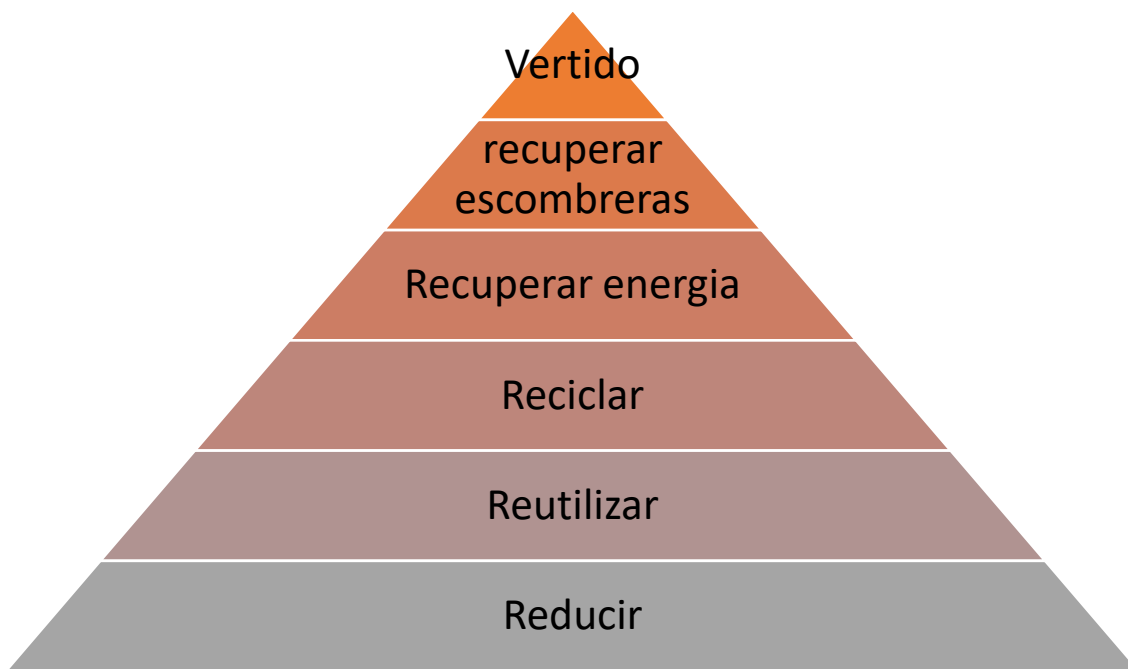 Vertido
recuperar
escombreras
Recuperar energia
Reciclar
Reutilizar
Reducir